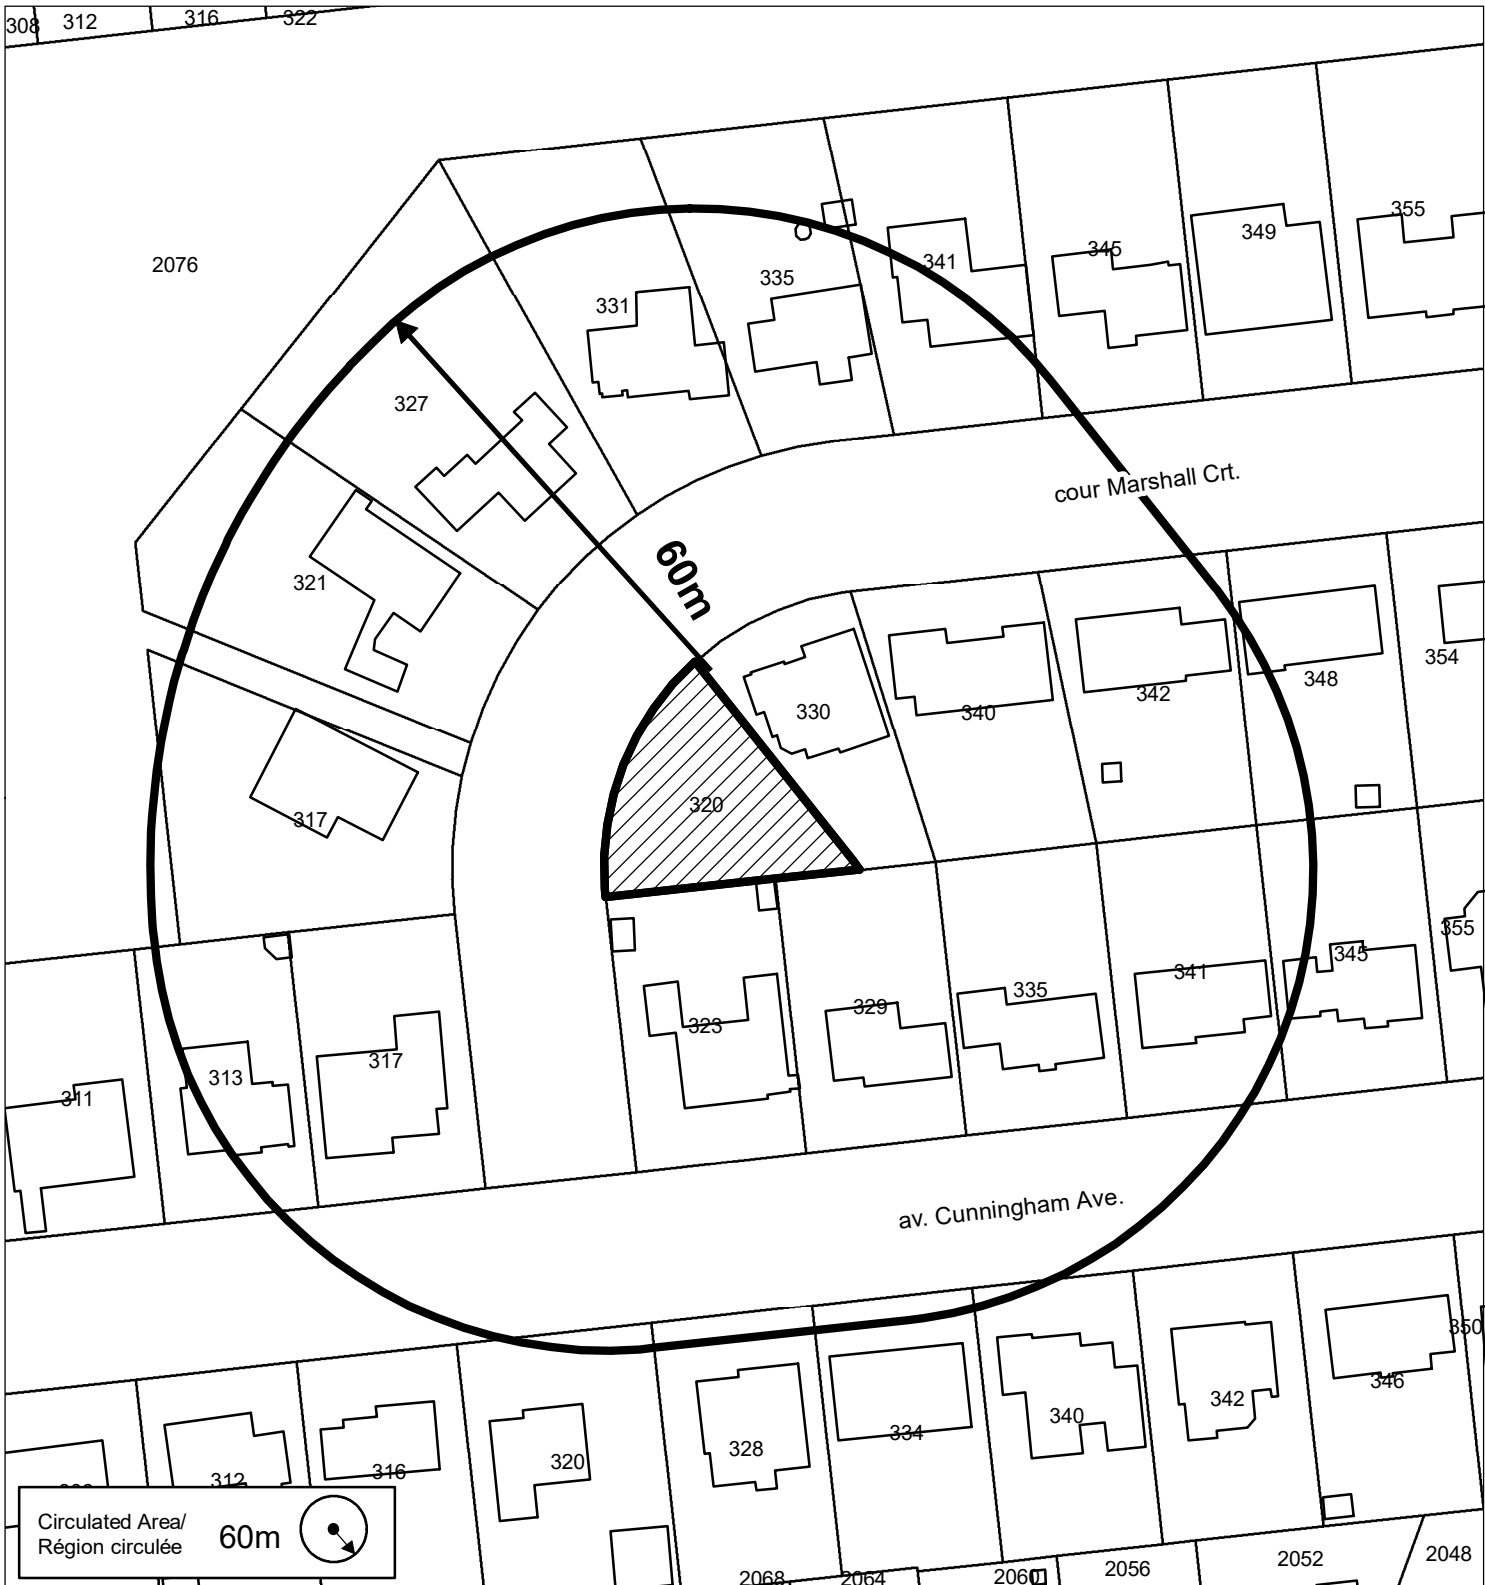 308 312 316 322
2076
331 335 341 345 349 355
327
cour Marshall Crt.
321
60m
330 340 342 348 354
317
320
323 329 335 341 345 355
311 313 317
av. Cunningham Ave.
312 316 320 328 334 340 342 346 350
Circulated Area/
Région circulée
60m
2068 2064 2060 2056 2052 2048